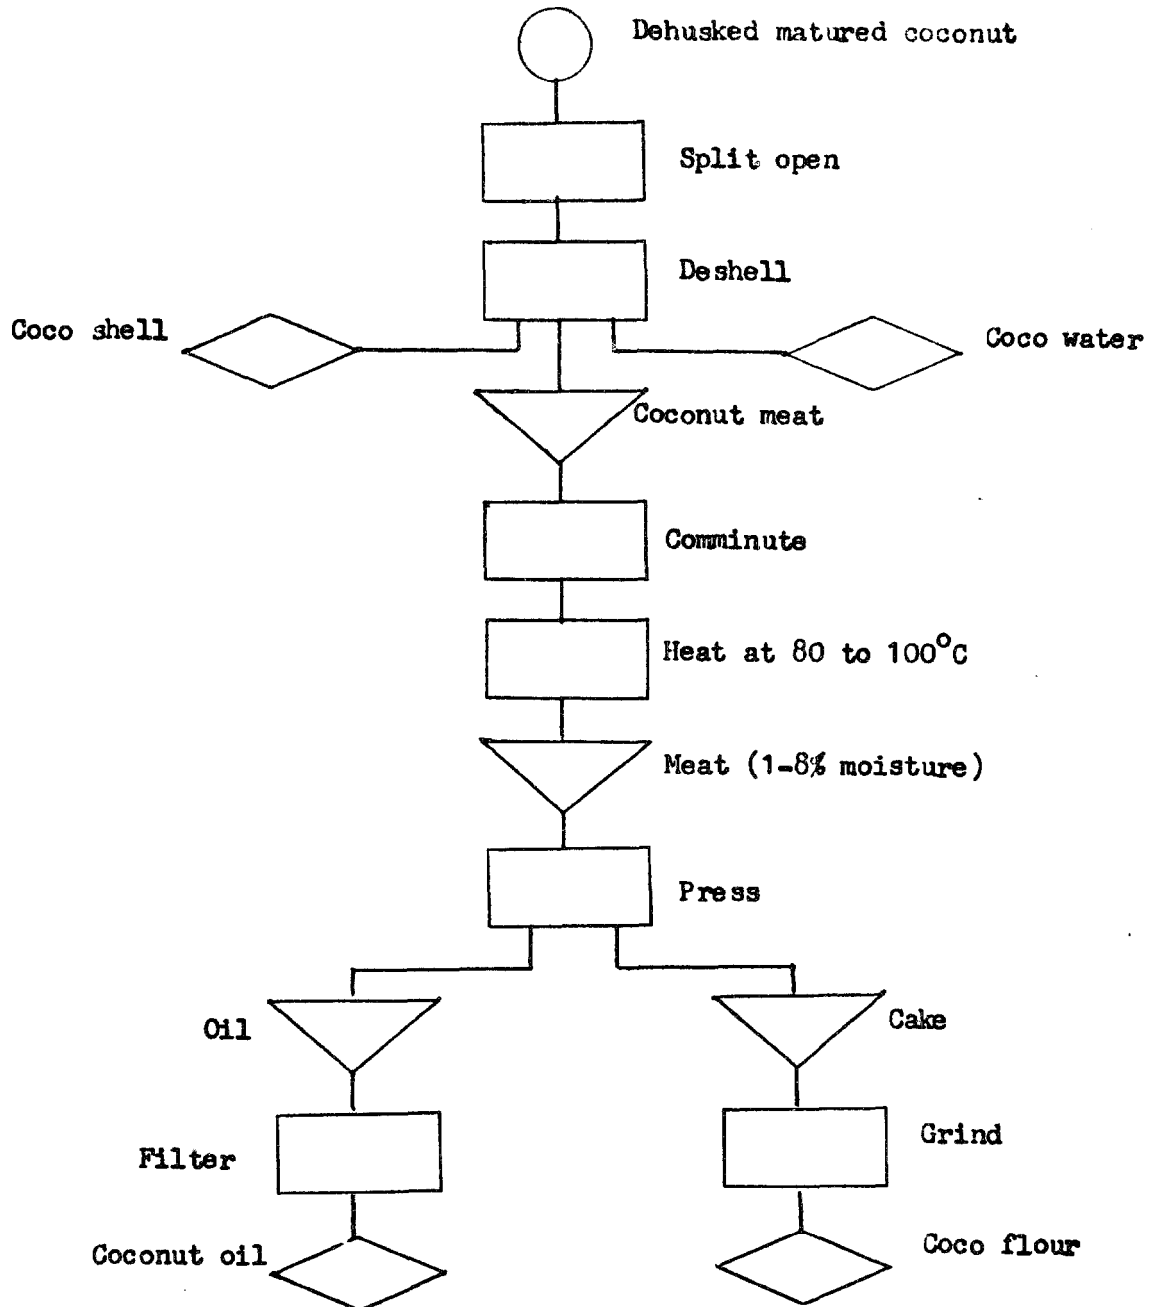 Dehusked matured coconut
Split open
Deshell
Coco shell
Coco water
Coconut meat
Comminute
Heat at 80 to 100°C
Meat (1-8% moisture)
Press
Oil
Cake
Filter
Grind
Coconut oil
Coco flour